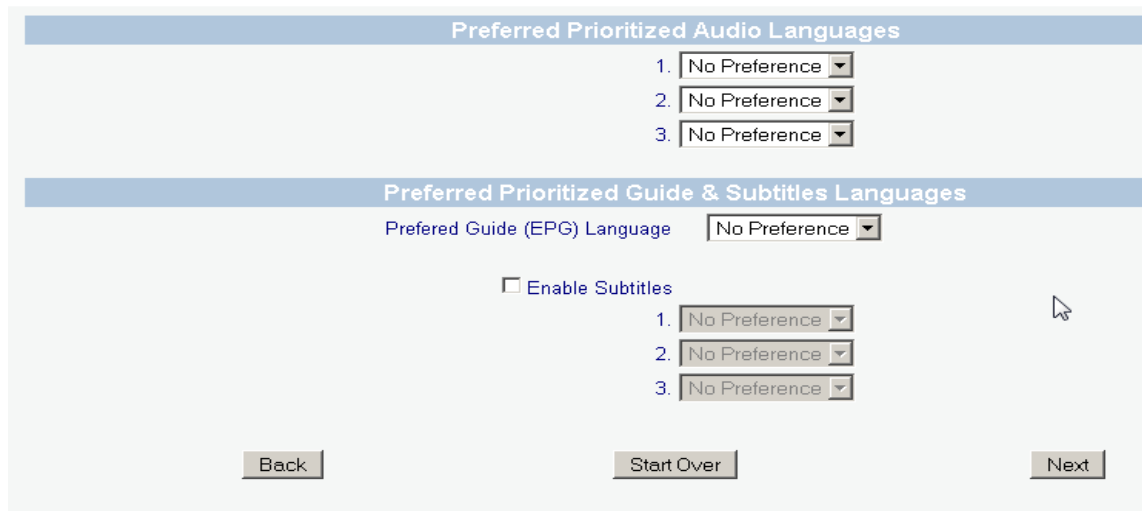 Preferred Prioritized Audio Languages
1. No Preference
2. No Preference
3. No Preference
Preferred Prioritized Guide & Subtitles Languages
Prefered Guide (EPG) Language No Preference
Enable Subtitles
1. No Preference
2. No Preference
3. No Preference
Back Start Over Next